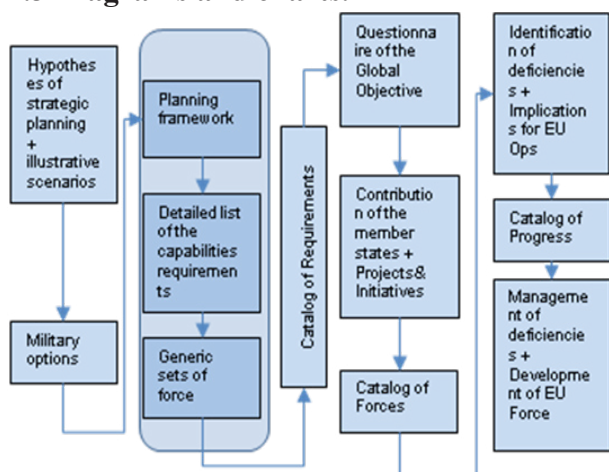 Hypothes
es of
strategic
planning
+
illustrative
scenarios
Military
options
Planning
framework
Detailed list
of the
capabilities
requiremen
ts
Generic
sets of
force
Catalog of Requirements
Questionna
ire of the
Global
Objective
Contributio
n of the
member
states +
Projects&
Initiatives
Catalog of
Forces
Identificatio
n of
deficiencie
s +
Implication
s for EU
Ops
Catalog of
Progress
Manageme
nt of
deficiencie
s +
Developme
nt of EU
Force